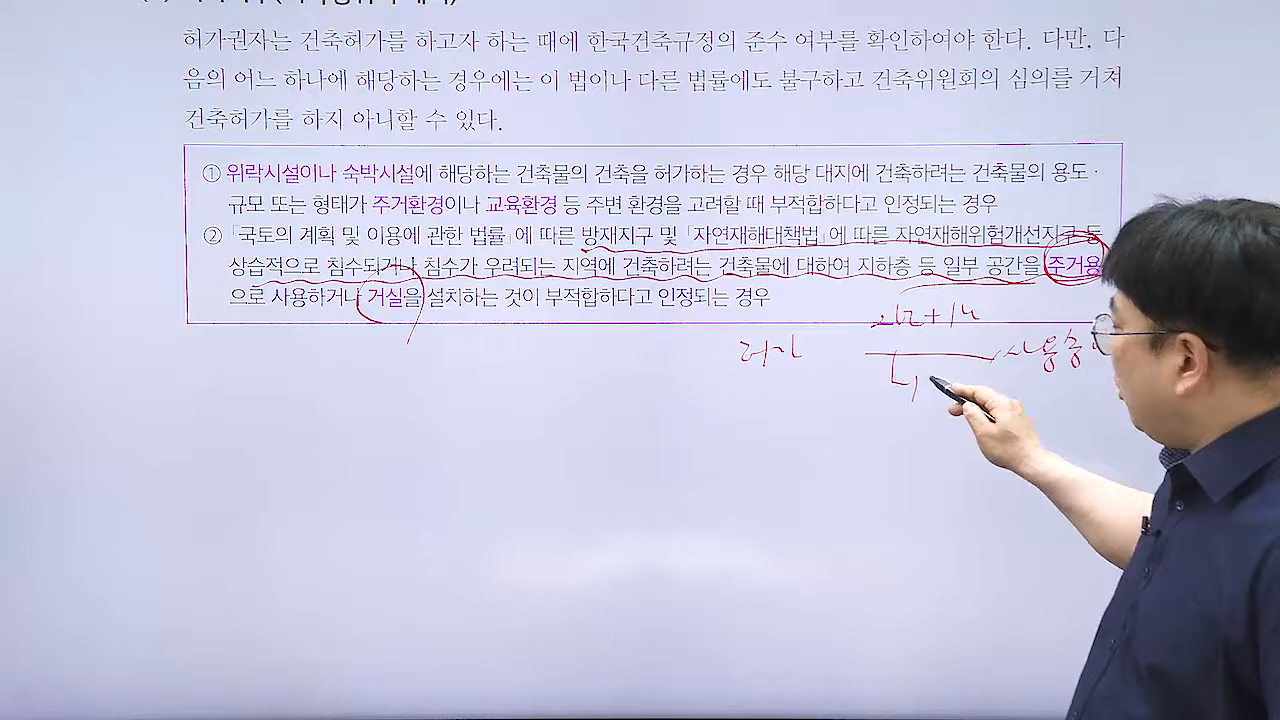 허가권자는 건축허가를 하고자 하는 때에 한국건축규정의 준수 여부를 확인하여야 한다. 다만, 다
음의 어느 하나에 해당하는 경우에는 이 법이나 다른 법률에도 불구하고 건축위원회의 심의를 거쳐
건축허가를 하지 아니할 수 있다.
① 위락시설이나 숙박시설에 해당하는 건축물의 건축을 허가하는 경우 해당 대지에 건축하려는 건축물의 용도·
규모 또는 형태가 주거환경이나 교육환경 등 주변 환경을 고려할 때 부적합하다고 인정되는 경우
② 「국토의 계획 및 이용에 관한 법률」에 따른 방재지구 및 「자연재해대책법」에 따른 자연재해위험개선지구 등
상습적으로 침수되거나 침수가 우려되는 지역에 건축하려는 건축물에 대하여 지하층 등 일부 공간을 주거용
으로 사용하거나 거실을 설치하는 것이 부적합하다고 인정되는 경우
허가 사용승